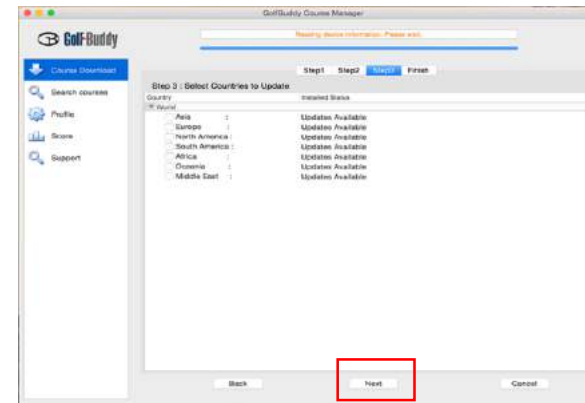 GolfBuddy Course Manager
GolfBuddy
Reading device information. Please wait.
Course Download
Search courses
Profile
Score
Support
Step1 Step2 Step3 Finish
Step 3 : Select Countries to Update
Country Installed Status
World
Asia : Updates Available
Europe : Updates Available
North America : Updates Available
South America : Updates Available
Africa : Updates Available
Oceania : Updates Available
Middle East : Updates Available
Back Next Cancel